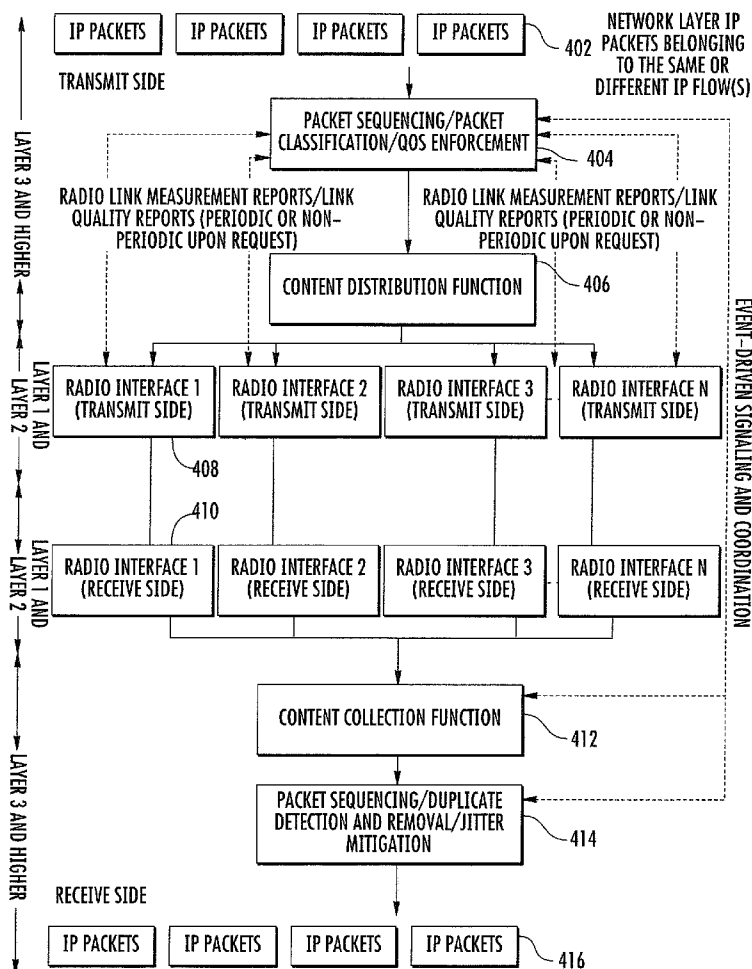 IP PACKETS IP PACKETS IP PACKETS IP PACKETS
402
NETWORK LAYER IP
PACKETS BELONGING
TO THE SAME OR
DIFFERENT IP FLOW(S)
TRANSMIT SIDE
PACKET SEQUENCING/PACKET
CLASSIFICATION/QOS ENFORCEMENT
404
LAYER 3 AND HIGHER
RADIO LINK MEASUREMENT REPORTS/LINK
QUALITY REPORTS (PERIODIC OR NON-
PERIODIC UPON REQUEST)
RADIO LINK MEASUREMENT REPORTS/LINK
QUALITY REPORTS (PERIODIC OR NON-
PERIODIC UPON REQUEST)
CONTENT DISTRIBUTION FUNCTION
406
EVENT-DRIVEN SIGNALING AND COORDINATION
LAYER 1 AND
LAYER 2
RADIO INTERFACE 1
(TRANSMIT SIDE)
RADIO INTERFACE 2
(TRANSMIT SIDE)
RADIO INTERFACE 3
(TRANSMIT SIDE)
RADIO INTERFACE N
(TRANSMIT SIDE)
408
410
LAYER 1 AND
LAYER 2
RADIO INTERFACE 1
(RECEIVE SIDE)
RADIO INTERFACE 2
(RECEIVE SIDE)
RADIO INTERFACE 3
(RECEIVE SIDE)
RADIO INTERFACE N
(RECEIVE SIDE)
CONTENT COLLECTION FUNCTION
412
LAYER 3 AND HIGHER
PACKET SEQUENCING/DUPLICATE
DETECTION AND REMOVAL/JITTER
MITIGATION
414
RECEIVE SIDE
IP PACKETS IP PACKETS IP PACKETS IP PACKETS
416